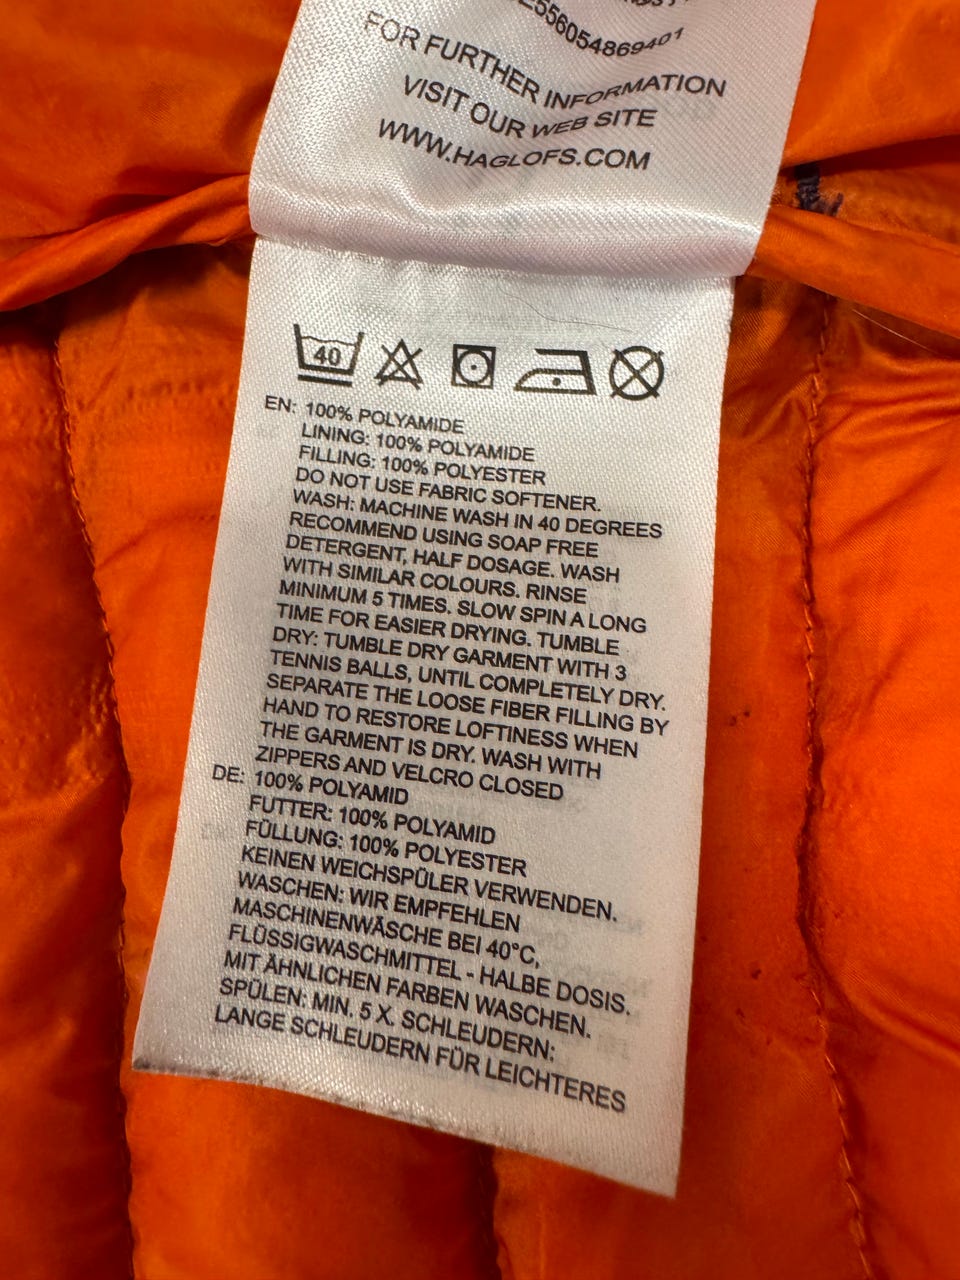 556054869401
FOR FURTHER INFORMATION
VISIT OUR WEB SITE
WWW.HAGLOFS.COM
40
EN: 100% POLYAMIDE
LINING: 100% POLYAMIDE
FILLING: 100% POLYESTER
DO NOT USE FABRIC SOFTENER.
WASH: MACHINE WASH IN 40 DEGREES
RECOMMEND USING SOAP FREE
DETERGENT, HALF DOSAGE. WASH
WITH SIMILAR COLOURS. RINSE
MINIMUM 5 TIMES. SLOW SPIN A LONG
TIME FOR EASIER DRYING. TUMBLE
DRY: TUMBLE DRY GARMENT WITH 3
TENNIS BALLS, UNTIL COMPLETELY DRY.
SEPARATE THE LOOSE FIBER FILLING BY
HAND TO RESTORE LOFTINESS WHEN
THE GARMENT IS DRY. WASH WITH
ZIPPERS AND VELCRO CLOSED
DE: 100% POLYAMID
FUTTER: 100% POLYAMID
FÜLLUNG: 100% POLYESTER
KEINEN WEICHSPÜLER VERWENDEN.
WASCHEN: WIR EMPFEHLEN
MASCHINENWÄSCHE BEI 40°C,
FLÜSSIGWASCHMITTEL - HALBE DOSIS.
MIT ÄHNLICHEN FARBEN WASCHEN.
SPÜLEN: MIN. 5 X. SCHLEUDERN:
LANGE SCHLEUDERN FÜR LEICHTERES